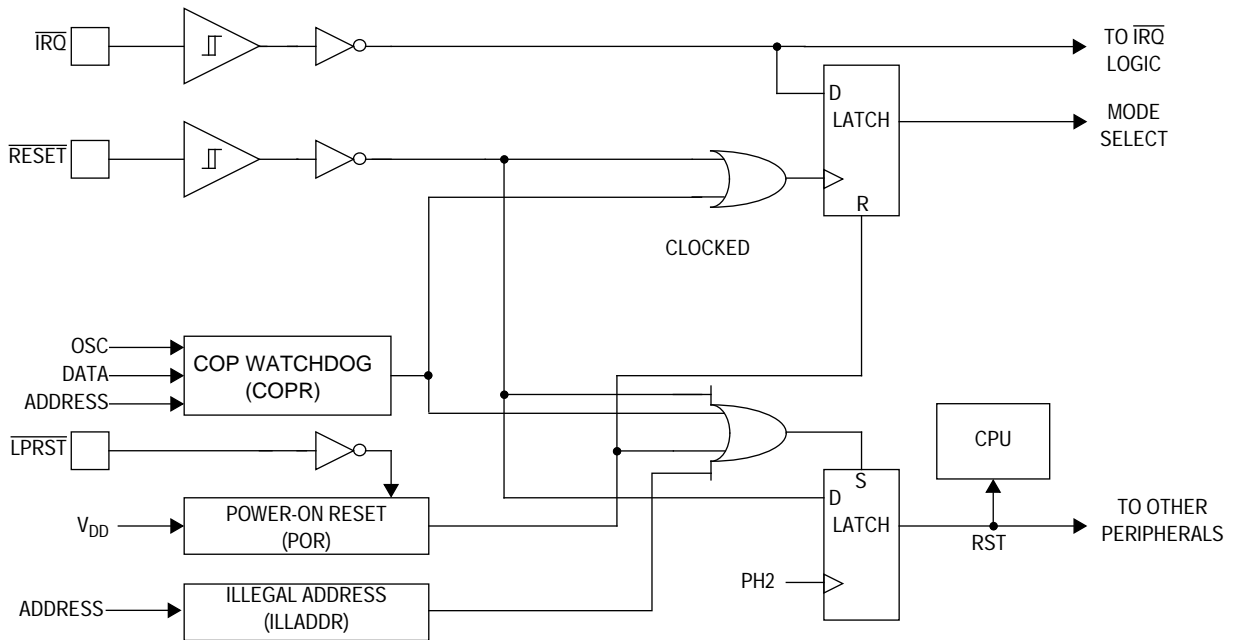 IRQ
TO IRQ
LOGIC
D
LATCH
MODE
SELECT
RESET
R
CLOCKED
OSC
DATA
ADDRESS
COP WATCHDOG
(COPR)
LPRST
CPU
S
VDD
POWER-ON RESET
(POR)
D
LATCH
TO OTHER
PERIPHERALS
RST
PH2
ADDRESS
ILLEGAL ADDRESS
(ILLADDR)